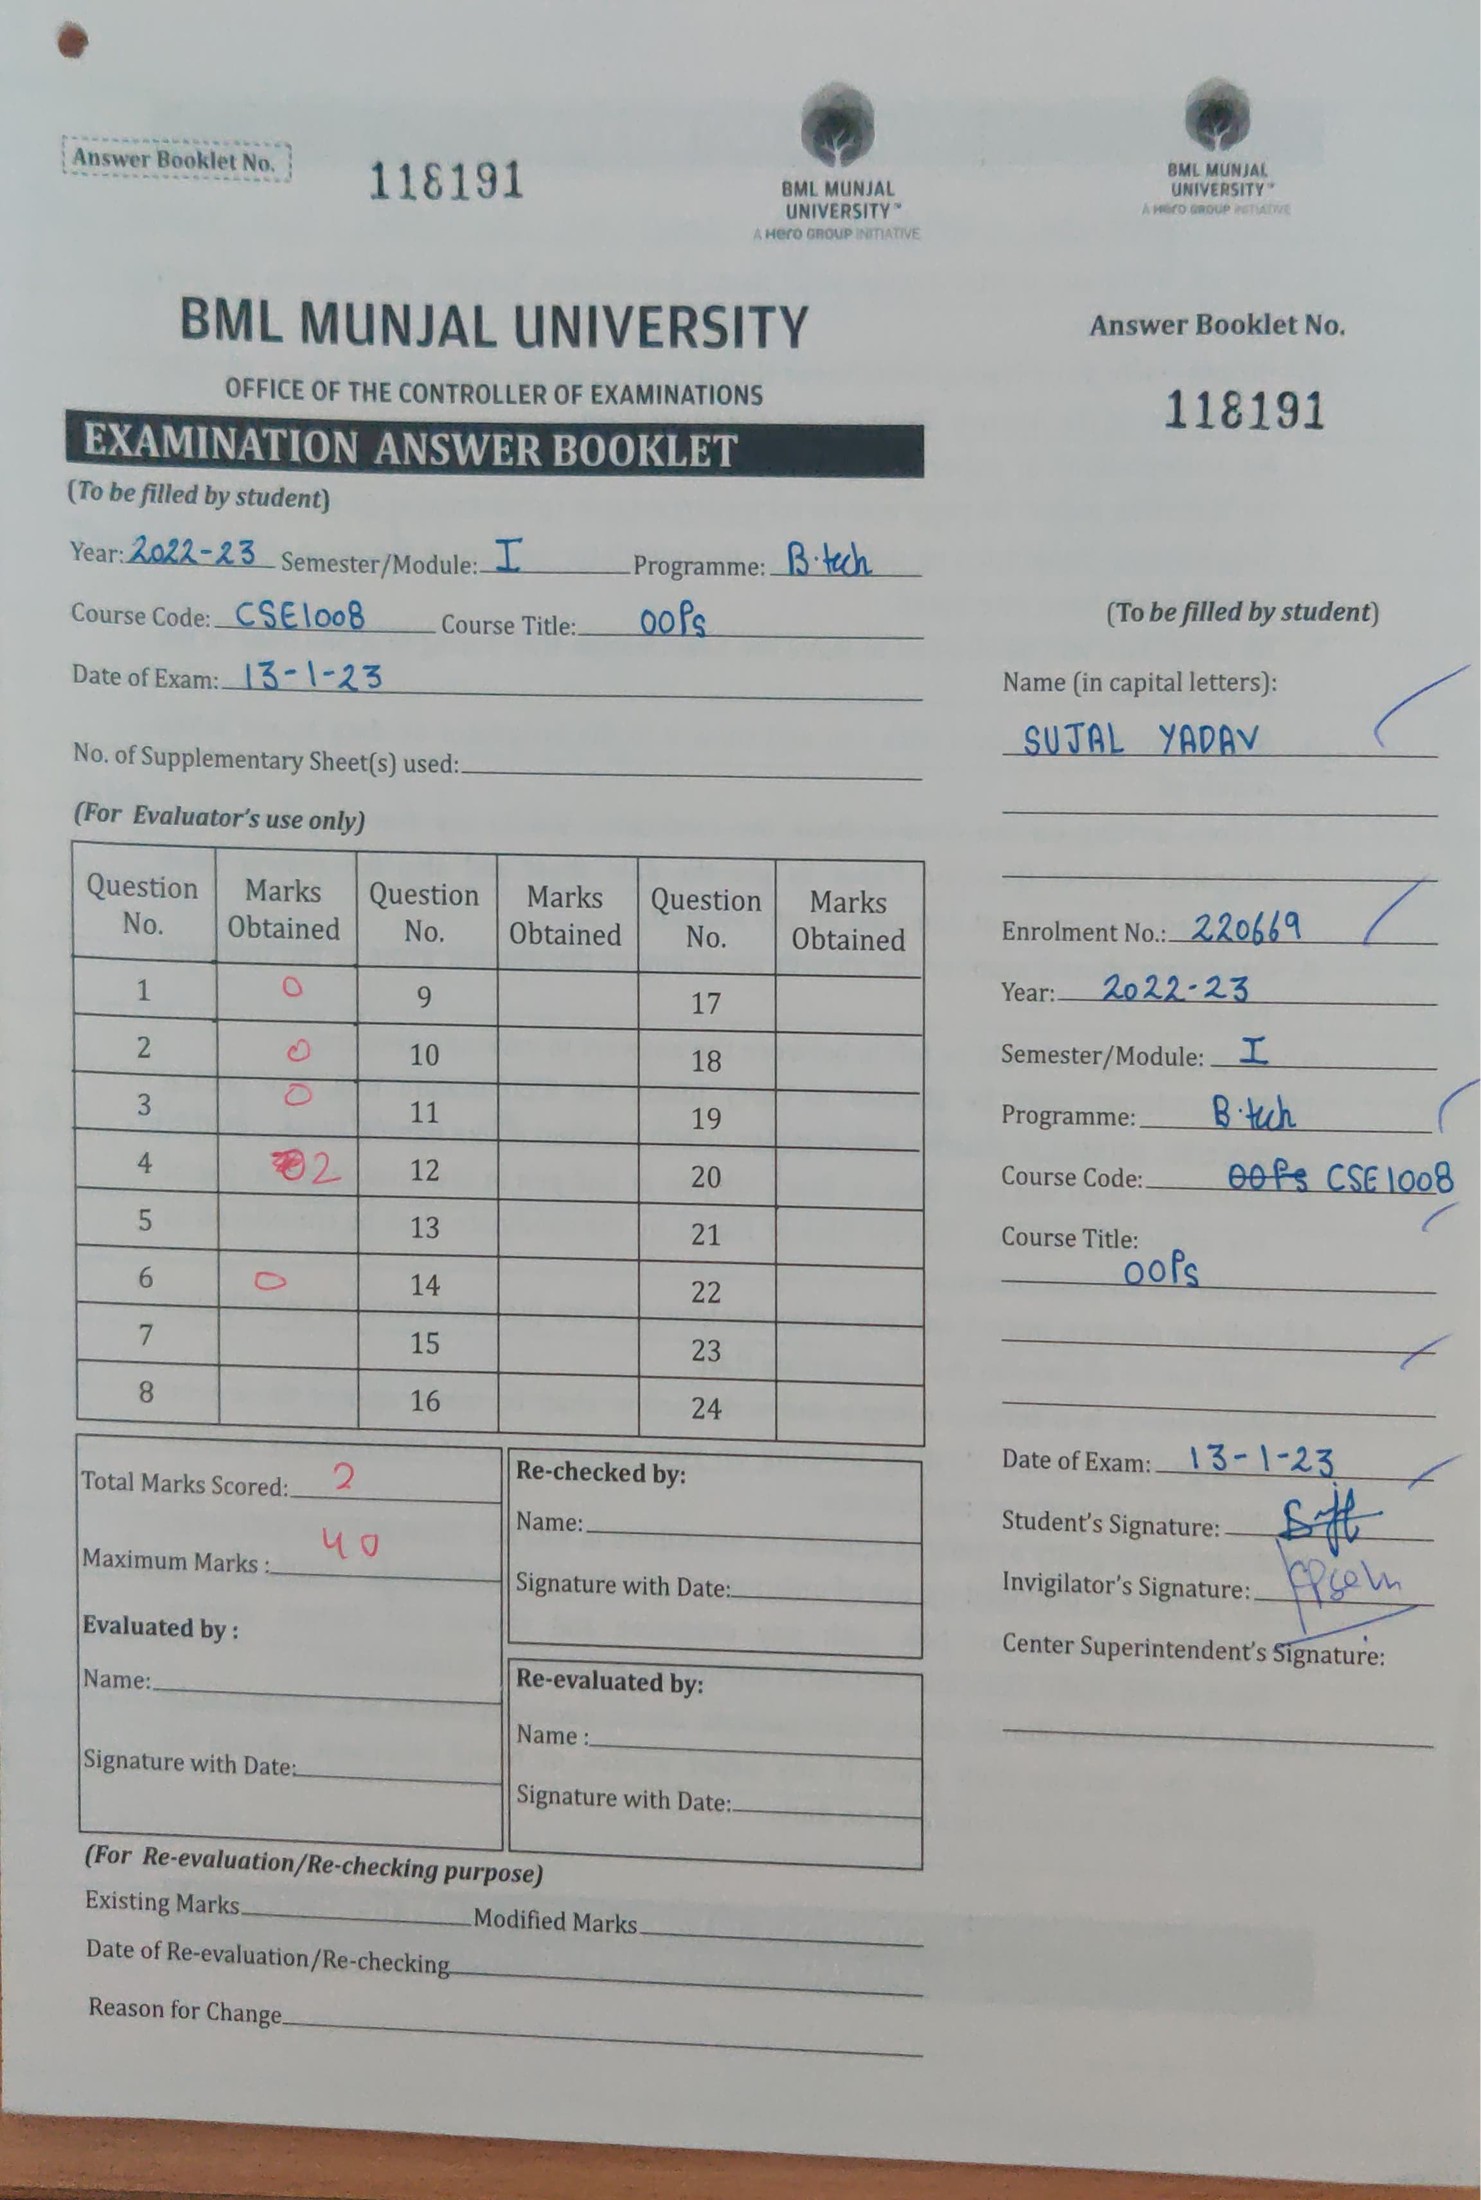 Answer Booklet No. 118191
BML MUNJAL
UNIVERSITY™
A Hero GROUP INITIATIVE
BML MUNJAL UNIVERSITY
OFFICE OF THE CONTROLLER OF EXAMINATIONS
EXAMINATION ANSWER BOOKLET
(To be filled by student)
Year: 2022-23 Semester/Module: I Programme: B.tech
Course Code: CSE1008 Course Title: OOPs
Date of Exam: 13-1-23
No. of Supplementary Sheet(s) used:
(For Evaluator's use only)
Question No. Marks Obtained Question No. Marks Obtained Question No. Marks Obtained
1 0 9 17
2 0 10 18
3 0 11 19
4 2 12 20
5 13 21
6 0 14 22
7 15 23
8 16 24
Total Marks Scored: 2
Maximum Marks : 40
Evaluated by :
Name:
Signature with Date:
Re-checked by:
Name:
Signature with Date:
Re-evaluated by:
Name :
Signature with Date:
(For Re-evaluation/Re-checking purpose)
Existing Marks Modified Marks
Date of Re-evaluation/Re-checking
Reason for Change
BML MUNJAL
UNIVERSITY™
A Hero GROUP INITIATIVE
Answer Booklet No.
118191
(To be filled by student)
Name (in capital letters):
SUJAL YADAV
Enrolment No.: 220669
Year: 2022-23
Semester/Module: I
Programme: B.tech
Course Code: OOPs CSE1008
Course Title:
OOPs
Date of Exam: 13-1-23
Student's Signature:
Invigilator's Signature:
Center Superintendent's Signature: